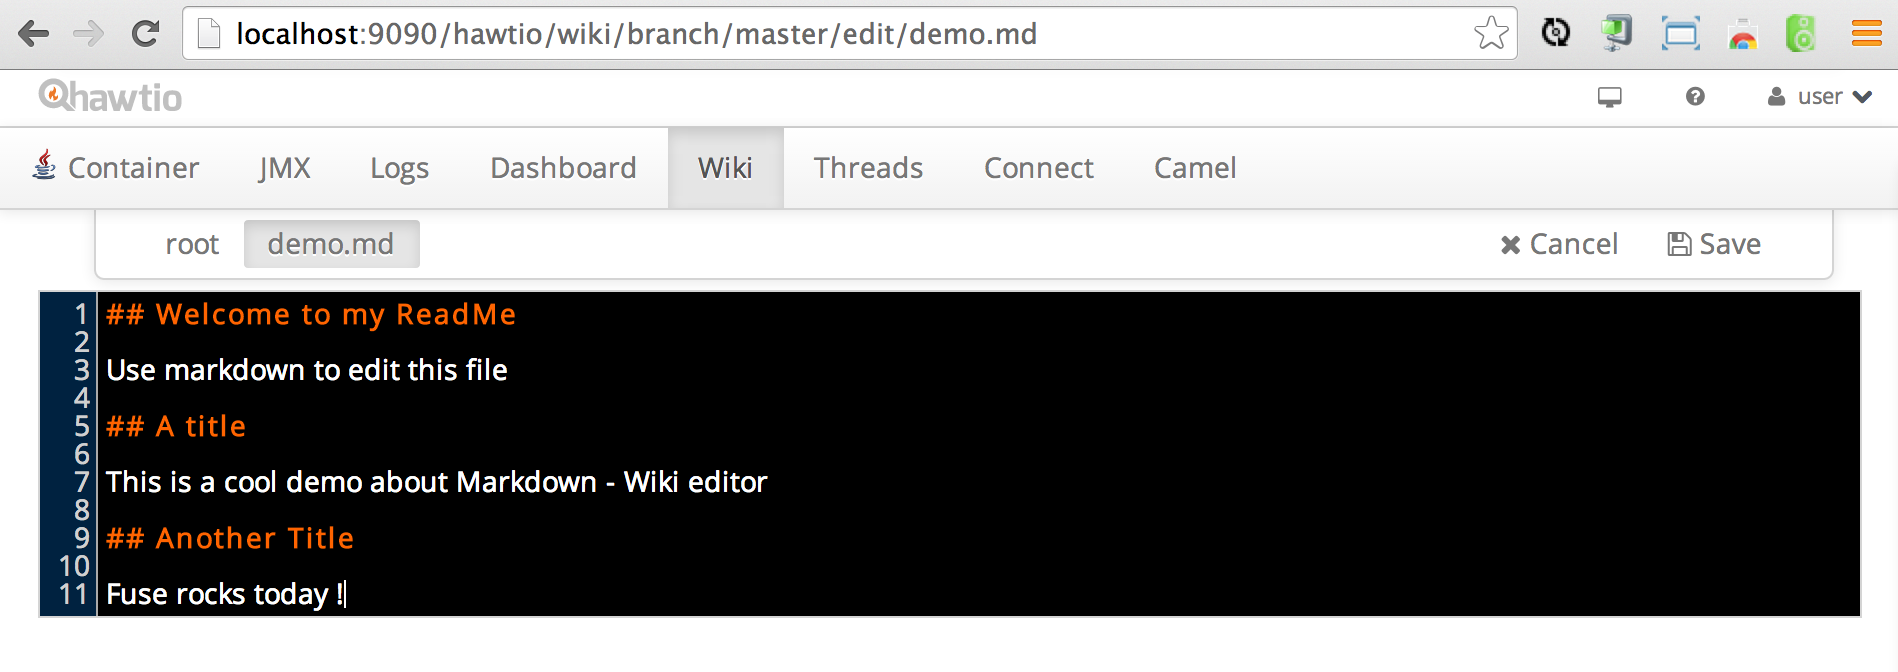 localhost:9090/hawtio/wiki/branch/master/edit/demo.md
hawtio
user
Container JMX Logs Dashboard Wiki Threads Connect Camel
root demo.md Cancel Save
1 ## Welcome to my ReadMe
2
3 Use markdown to edit this file
4
5 ## A title
6
7 This is a cool demo about Markdown - Wiki editor
8
9 ## Another Title
10
11 Fuse rocks today !